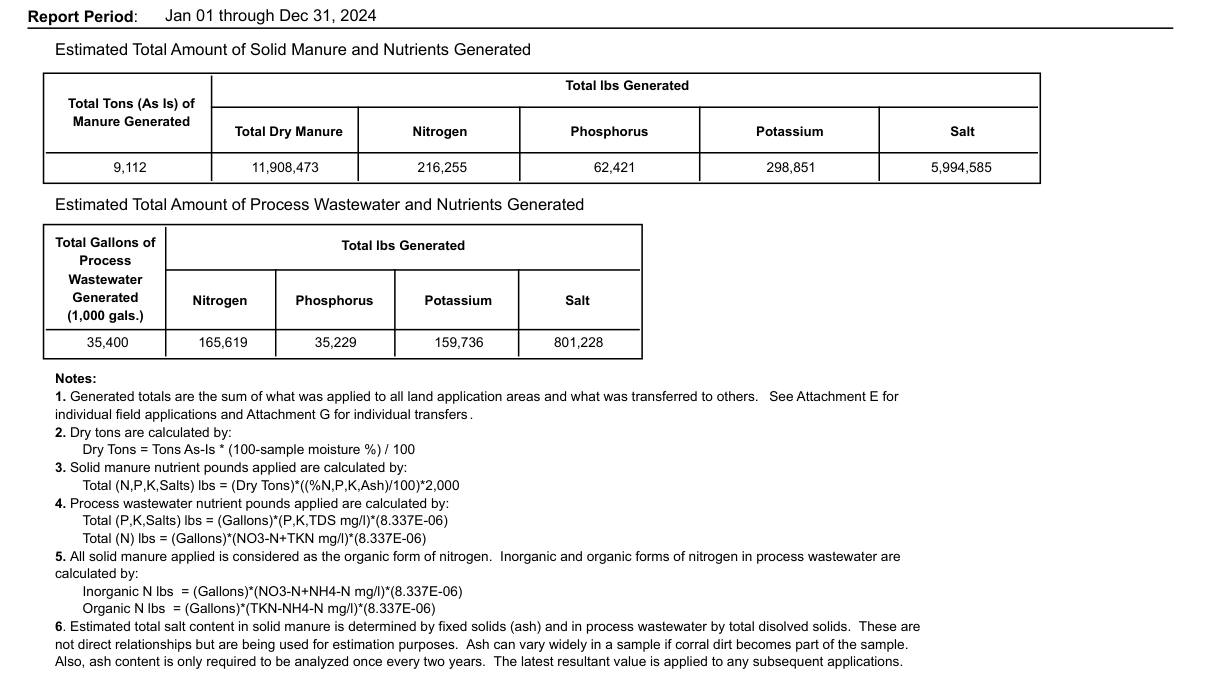 Report Period: Jan 01 through Dec 31, 2024
Estimated Total Amount of Solid Manure and Nutrients Generated
Total Tons (As Is) of
Manure Generated
Total lbs Generated
Total Dry Manure Nitrogen Phosphorus Potassium Salt
9,112 11,908,473 216,255 62,421 298,851 5,994,585
Estimated Total Amount of Process Wastewater and Nutrients Generated
Total Gallons of
Process
Wastewater
Generated
(1,000 gals.)
Total lbs Generated
Nitrogen Phosphorus Potassium Salt
35,400 165,619 35,229 159,736 801,228
Notes:
1. Generated totals are the sum of what was applied to all land application areas and what was transferred to others. See Attachment E for
individual field applications and Attachment G for individual transfers.
2. Dry tons are calculated by:
Dry Tons = Tons As-Is * (100-sample moisture %) / 100
3. Solid manure nutrient pounds applied are calculated by:
Total (N,P,K,Salts) lbs = (Dry Tons)*((%N,P,K,Ash)/100)*2,000
4. Process wastewater nutrient pounds applied are calculated by:
Total (P,K,Salts) lbs = (Gallons)*(P,K,TDS mg/l)*(8.337E-06)
Total (N) lbs = (Gallons)*(NO3-N+TKN mg/l)*(8.337E-06)
5. All solid manure applied is considered as the organic form of nitrogen. Inorganic and organic forms of nitrogen in process wastewater are
calculated by:
Inorganic N lbs = (Gallons)*(NO3-N+NH4-N mg/l)*(8.337E-06)
Organic N lbs = (Gallons)*(TKN-NH4-N mg/l)*(8.337E-06)
6. Estimated total salt content in solid manure is determined by fixed solids (ash) and in process wastewater by total disolved solids. These are
not direct relationships but are being used for estimation purposes. Ash can vary widely in a sample if corral dirt becomes part of the sample.
Also, ash content is only required to be analyzed once every two years. The latest resultant value is applied to any subsequent applications.